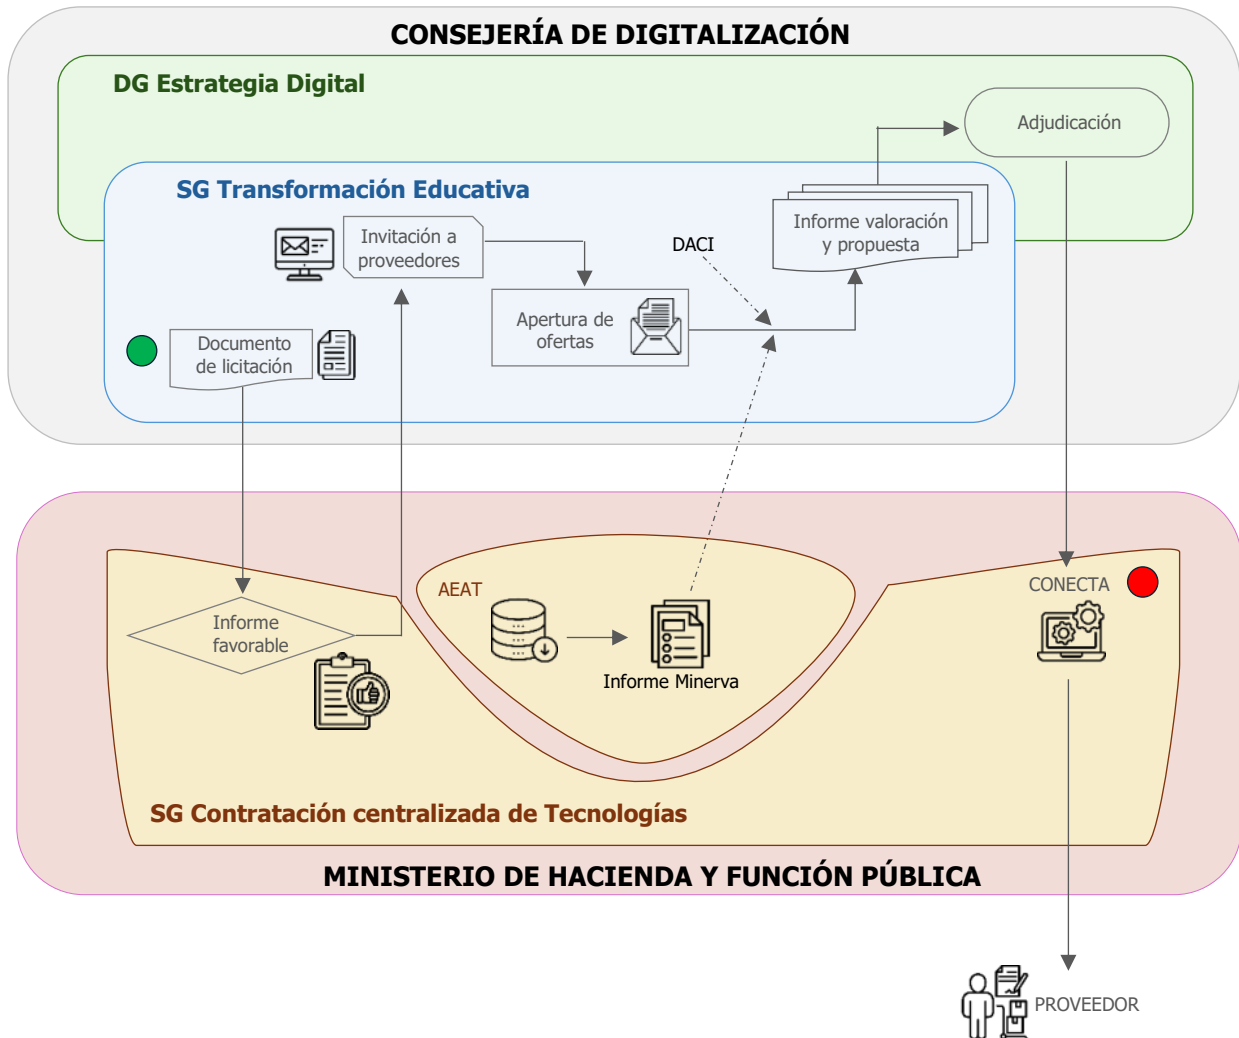 CONSEJERÍA DE DIGITALIZACIÓN
DG Estrategia Digital
Adjudicación
SG Transformación Educativa
Invitación a
proveedores
DACI
Informe valoración
y propuesta
Apertura de
ofertas
Documento
de licitación
AEAT
CONECTA
Informe
favorable
Informe Minerva
SG Contratación centralizada de Tecnologías
MINISTERIO DE HACIENDA Y FUNCIÓN PÚBLICA
PROVEEDOR